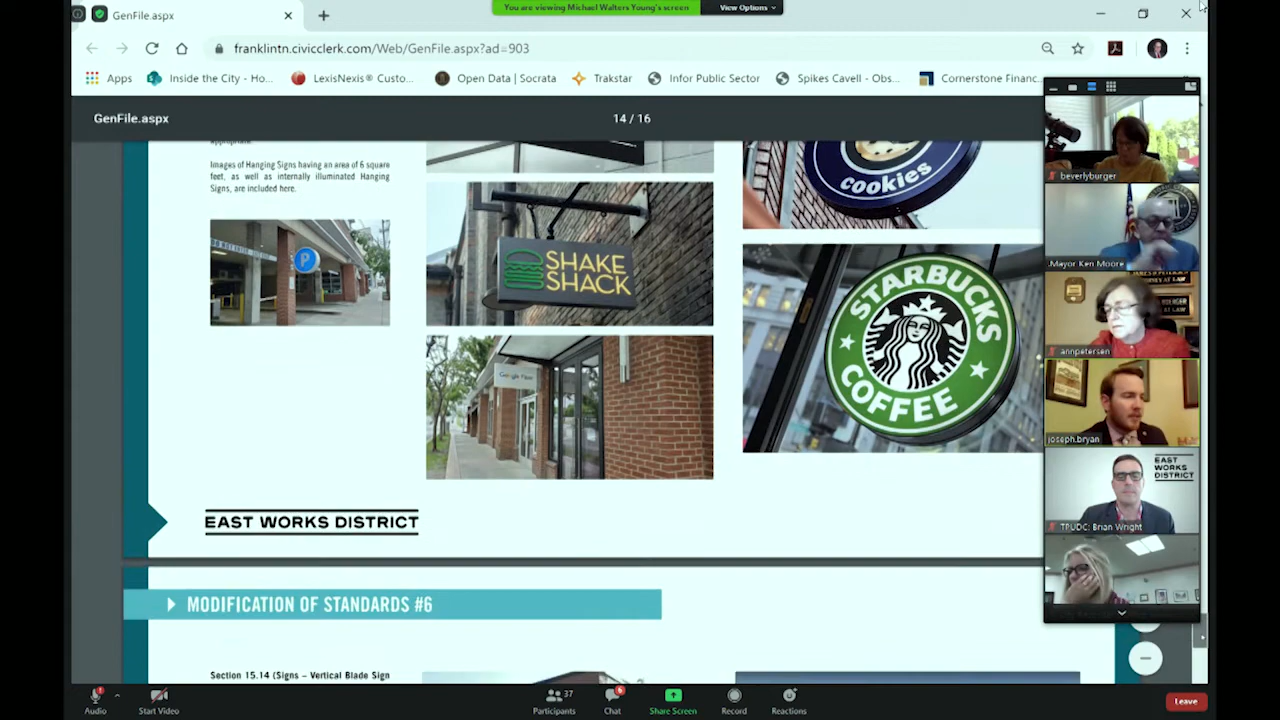 You are viewing Michael Walters Young's screen
View Options
GenFile.aspx
franklintn.civicclerk.com/Web/GenFile.aspx?ad=903
Apps
Inside the City - Ho...
LexisNexis® Custo...
Open Data | Socrata
Trakstar
Infor Public Sector
Spikes Cavell - Obs...
Cornerstone Financ...
GenFile.aspx
14 / 16
appropriate.
Images of Hanging Signs having an area of 6 square
feet, as well as internally illuminated Hanging
Signs, are included here.
P
SHAKE
SHACK
Google Fiber
cookies
STARBUCKS
COFFEE
EAST WORKS DISTRICT
MODIFICATION OF STANDARDS #6
Section 15.14 (Signs – Vertical Blade Sign
beverlyburger
Mayor Ken Moore
annpetersen
joseph.bryan
EAST
WORKS
DISTRICT
TPUDC: Brian Wright
Audio
Start Video
37
Participants
6
Chat
Share Screen
Record
Reactions
Leave